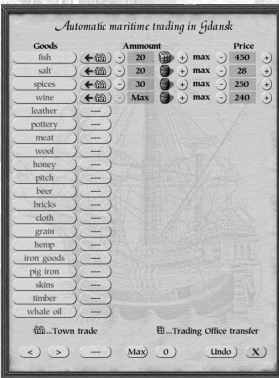 Automatic maritime trading in Gdansk
Goods Ammount Price
fish - 20 + max - 450 +
salt - 20 + max - 28 +
spices - 30 + max - 250 +
wine - Max + max - 240 +
leather ----
pottery ----
meat ----
wool ----
honey ----
pitch ----
beer ----
bricks ----
cloth ----
grain ----
hemp ----
iron goods ----
pig iron ----
skins ----
timber ----
whale oil ----
...Town trade ...Trading Office transfer
< > ---- Max 0 Undo X